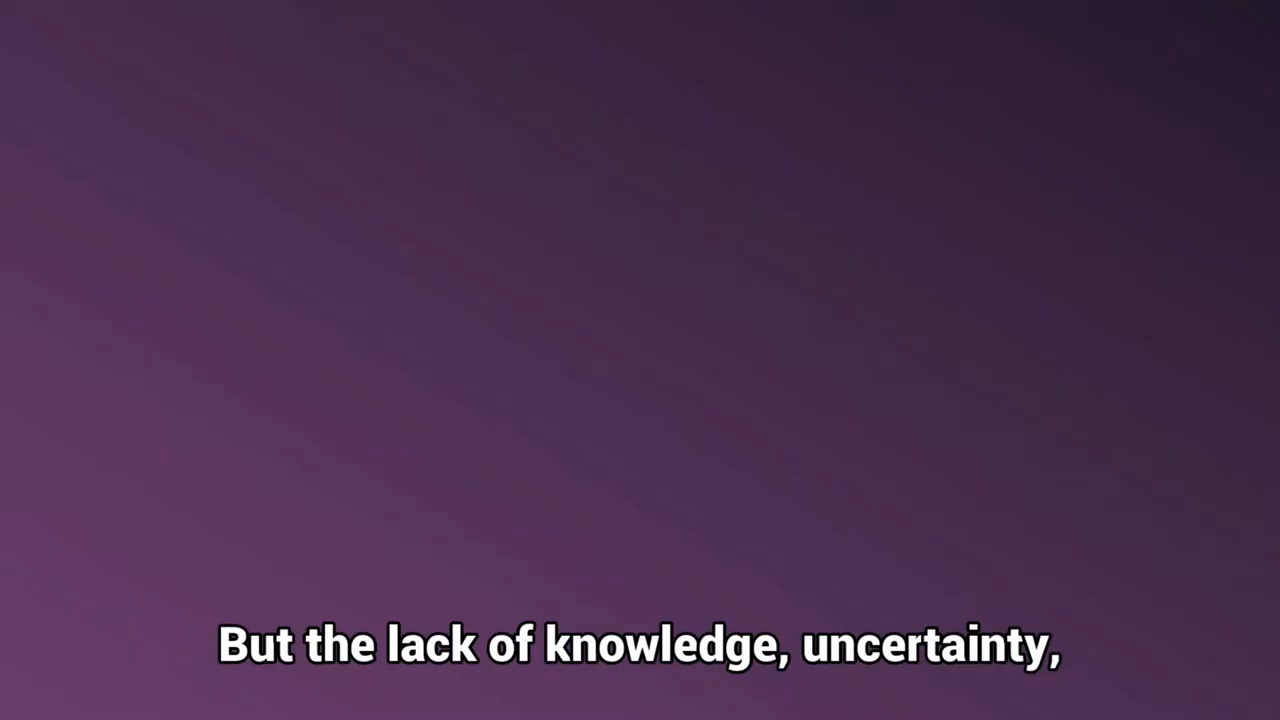 But the lack of knowledge, uncertainty,